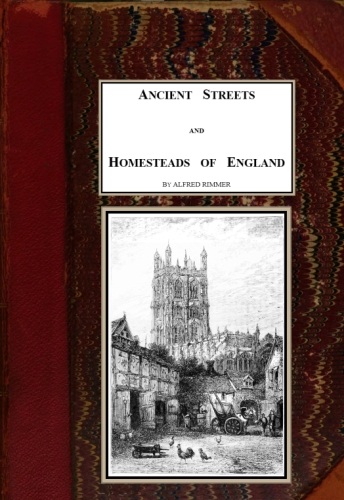 ANCIENT STREETS
AND
HOMESTEADS OF ENGLAND
BY ALFRED RIMMER